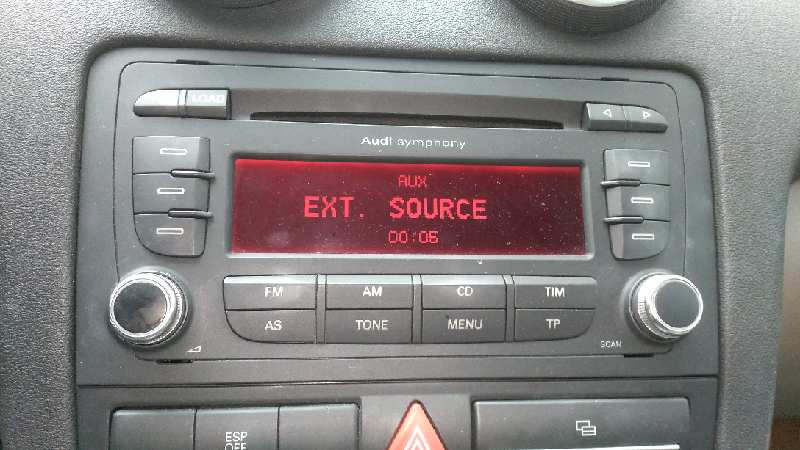 LOAD
Audi symphony
AUX
EXT. SOURCE
00:06
FM AM CD TIM
AS TONE MENU TP
SCAN
ESP
OFF